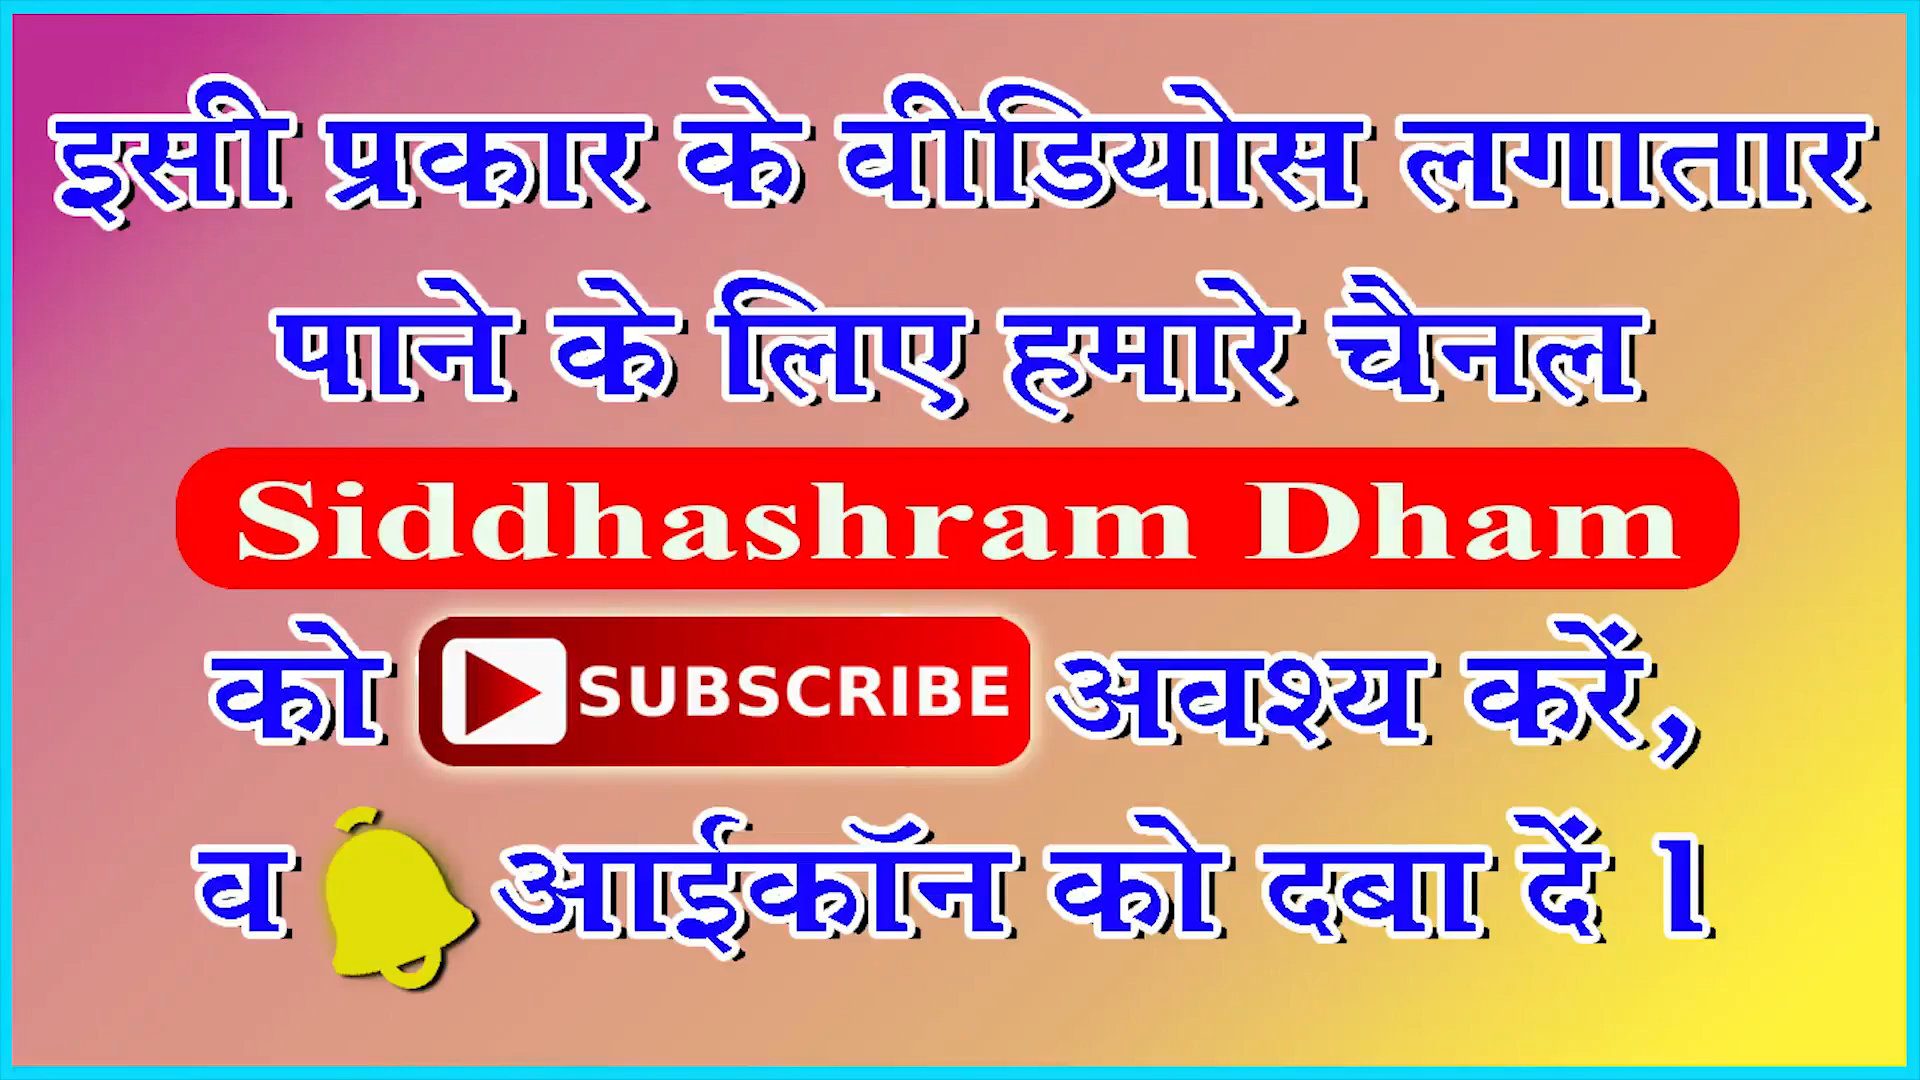 इसी प्रकार के वीडियोस लगातार
पाने के लिए हमारे चैनल
Siddhashram Dham
को SUBSCRIBE अवश्य करें,
व आईकॉन को दबा दें ।